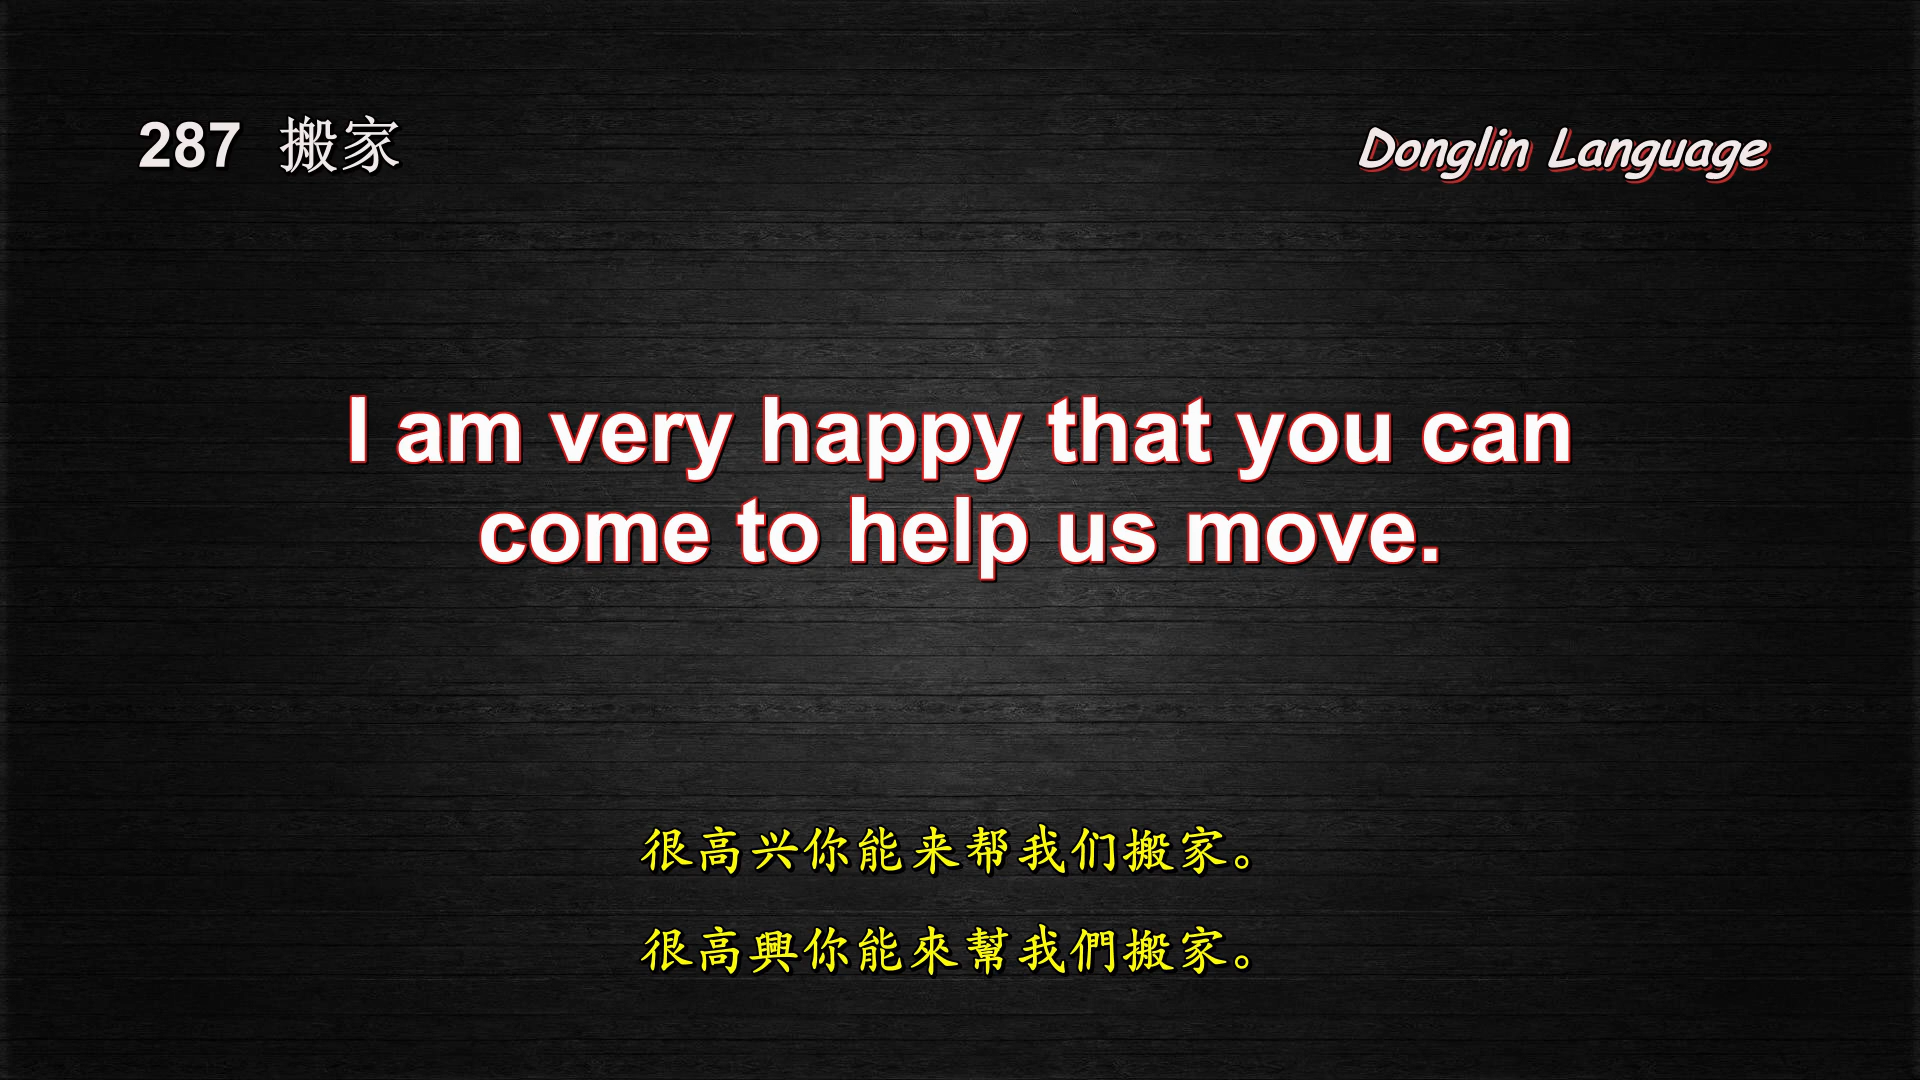 287 搬家
Donglin Language
I am very happy that you can
come to help us move.
很高兴你能来帮我们搬家。
很高興你能來幫我們搬家。